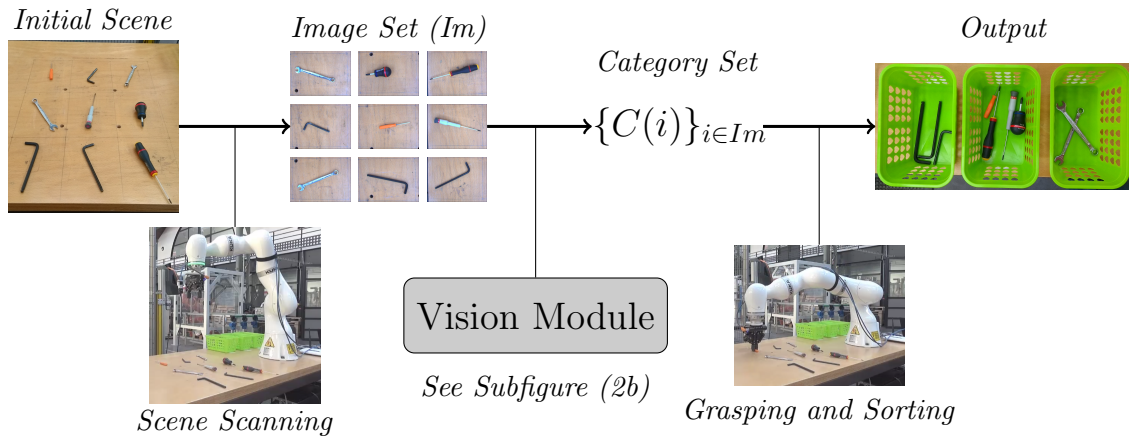 Initial Scene
Image Set (Im)
Category Set
Output
{C(i)}_{i∈Im}
Vision Module
See Subfigure (2b)
Scene Scanning
Grasping and Sorting